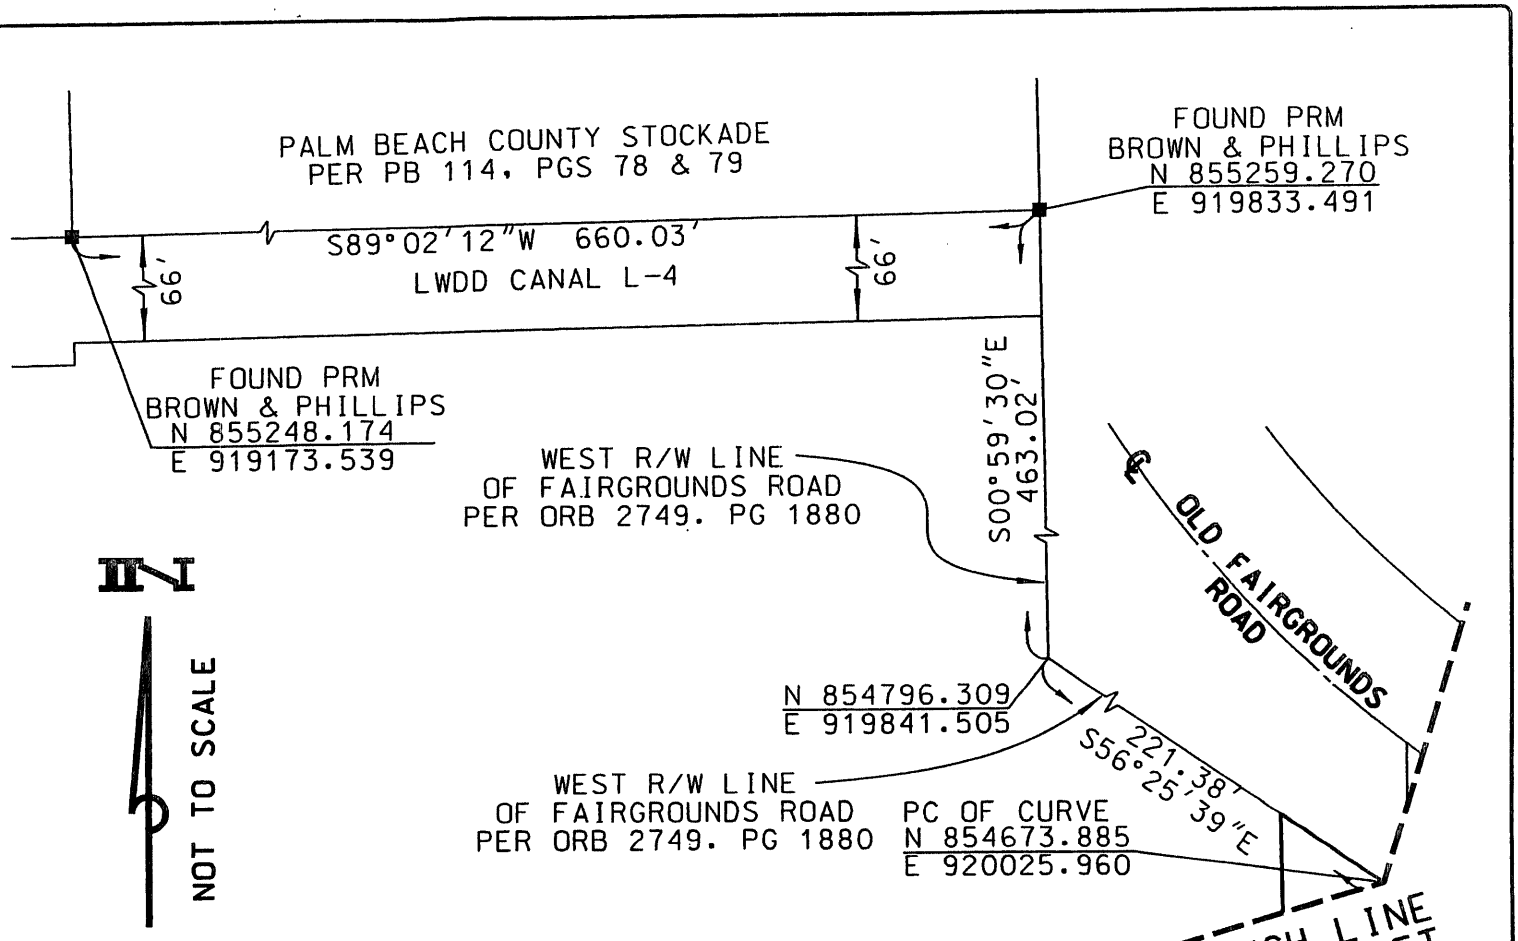 PALM BEACH COUNTY STOCKADE
PER PB 114, PGS 78 & 79
FOUND PRM
BROWN & PHILLIPS
N 855259.270
E 919833.491
S89°02'12"W 660.03'
LWDD CANAL L-4
66'
66'
FOUND PRM
BROWN & PHILLIPS
N 855248.174
E 919173.539
S00°59'30"E
463.02'
WEST R/W LINE
OF FAIRGROUNDS ROAD
PER ORB 2749. PG 1880
℄ OLD FAIRGROUNDS
ROAD
N
NOT TO SCALE
N 854796.309
E 919841.505
221.38'
S56°25'39"E
WEST R/W LINE
OF FAIRGROUNDS ROAD
PER ORB 2749. PG 1880
PC OF CURVE
N 854673.885
E 920025.960
LINE